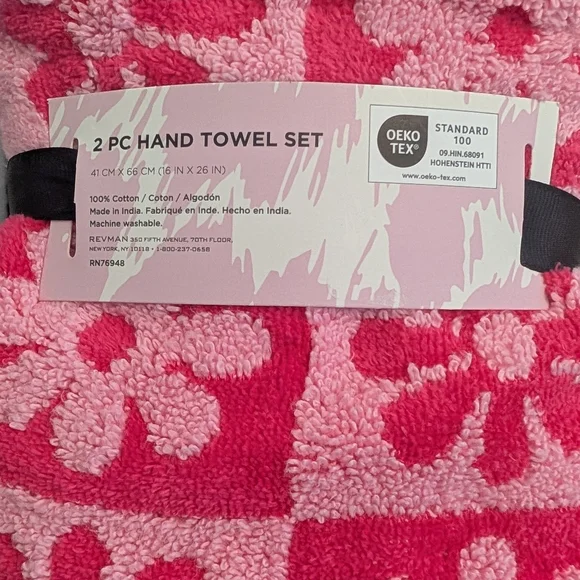 2 PC HAND TOWEL SET
41 CM X 66 CM (16 IN X 26 IN)
100% Cotton / Coton / Algodón
Made in India. Fabriqué en Inde. Hecho en India.
Machine washable.
REVMAN 350 FIFTH AVENUE, 70TH FLOOR,
NEW YORK, NY 10118 • 1-800-237-0658
RN76948
OEKO
TEX®
STANDARD
100
09.HIN.68091
HOHENSTEIN HTTI
www.oeko-tex.com